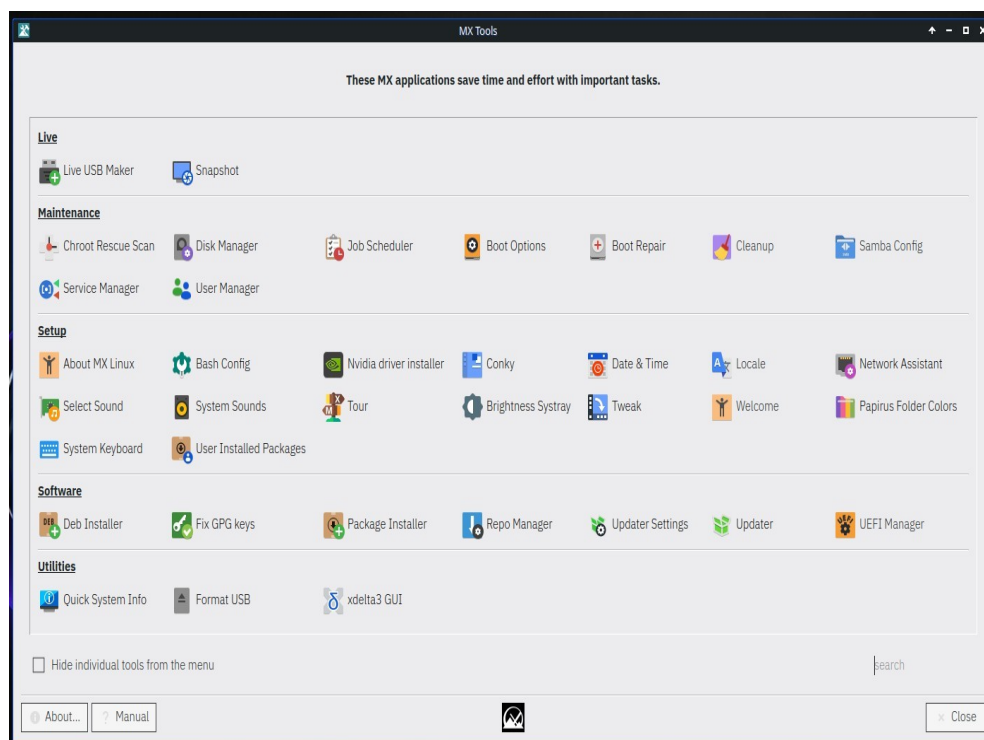 MX Tools
These MX applications save time and effort with important tasks.
Live
Live USB Maker Snapshot
Maintenance
Chroot Rescue Scan Disk Manager Job Scheduler Boot Options Boot Repair Cleanup Samba Config
Service Manager User Manager
Setup
About MX Linux Bash Config Nvidia driver installer Conky Date & Time Locale Network Assistant
Select Sound System Sounds Tour Brightness Systray Tweak Welcome Papirus Folder Colors
System Keyboard User Installed Packages
Software
Deb Installer Fix GPG keys Package Installer Repo Manager Updater Settings Updater UEFI Manager
Utilities
Quick System Info Format USB xdelta3 GUI
Hide individual tools from the menu search
About... ? Manual Close